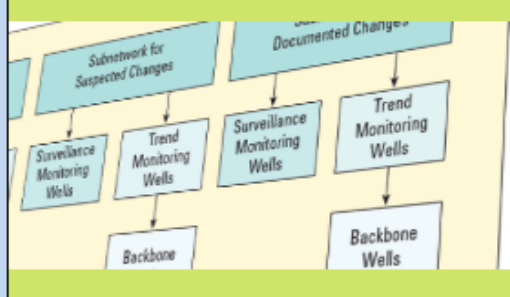 Subnetwork for
Suspected Changes
Documented Changes
Surveillance
Monitoring
Wells
Trend
Monitoring
Wells
Surveillance
Monitoring
Wells
Trend
Monitoring
Wells
Backbone
Backbone
Wells